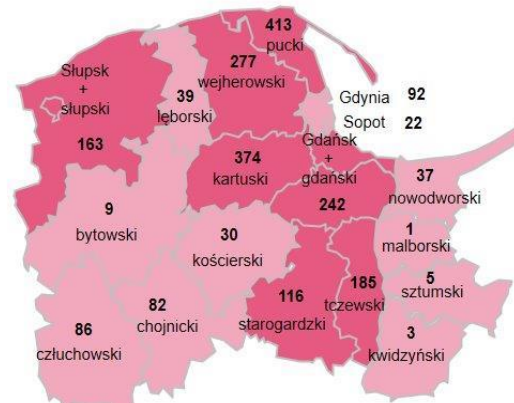 413
pucki
277
wejherowski
Słupsk
+
słupski
163
39
lęborski
Gdynia 92
Sopot 22
Gdańsk
+
gdański
242
374
kartuski
37
nowodworski
9
bytowski
30
kościerski
1
malborski
5
sztumski
185
tczewski
116
starogardzki
82
chojnicki
86
człuchowski
3
kwidzyński